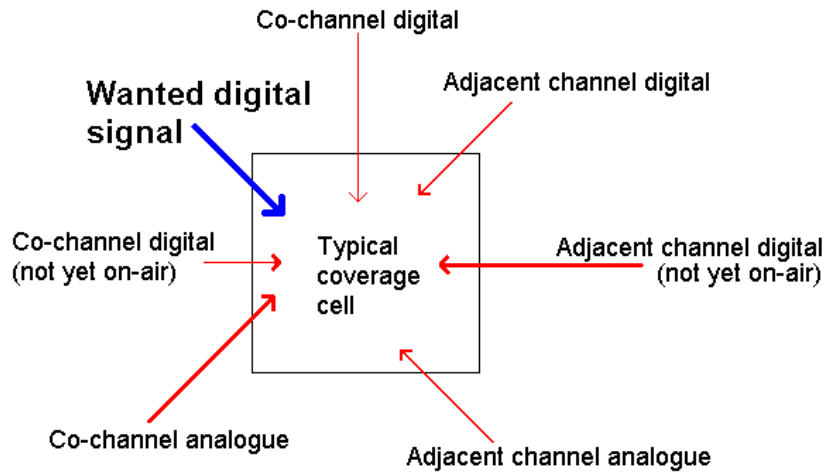 Co-channel digital
Adjacent channel digital
Wanted digital
signal
Co-channel digital
(not yet on-air)
Typical
coverage
cell
Adjacent channel digital
(not yet on-air)
Co-channel analogue
Adjacent channel analogue